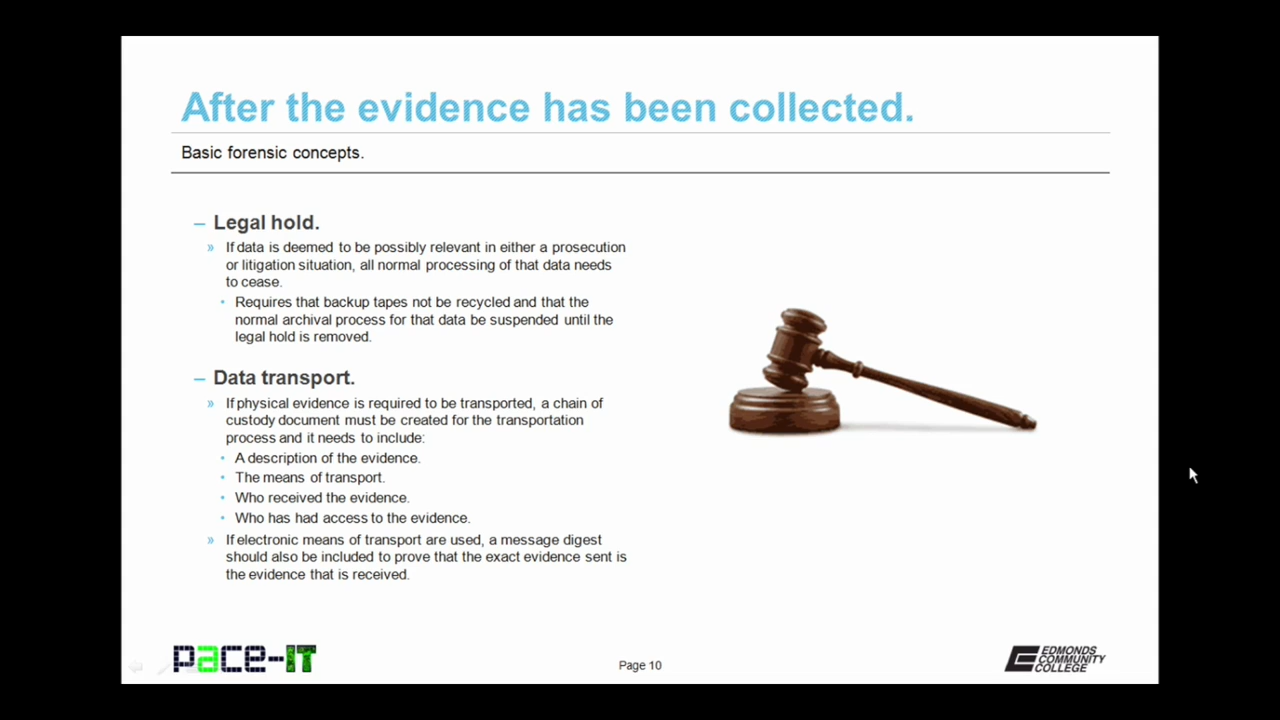 After the evidence has been collected.
Basic forensic concepts.
– Legal hold.
» If data is deemed to be possibly relevant in either a prosecution
or litigation situation, all normal processing of that data needs
to cease.
• Requires that backup tapes not be recycled and that the
normal archival process for that data be suspended until the
legal hold is removed.
– Data transport.
» If physical evidence is required to be transported, a chain of
custody document must be created for the transportation
process and it needs to include:
• A description of the evidence.
• The means of transport.
• Who received the evidence.
• Who has had access to the evidence.
» If electronic means of transport are used, a message digest
should also be included to prove that the exact evidence sent is
the evidence that is received.
pace-IT
Page 10
EDMONDS
COMMUNITY
COLLEGE